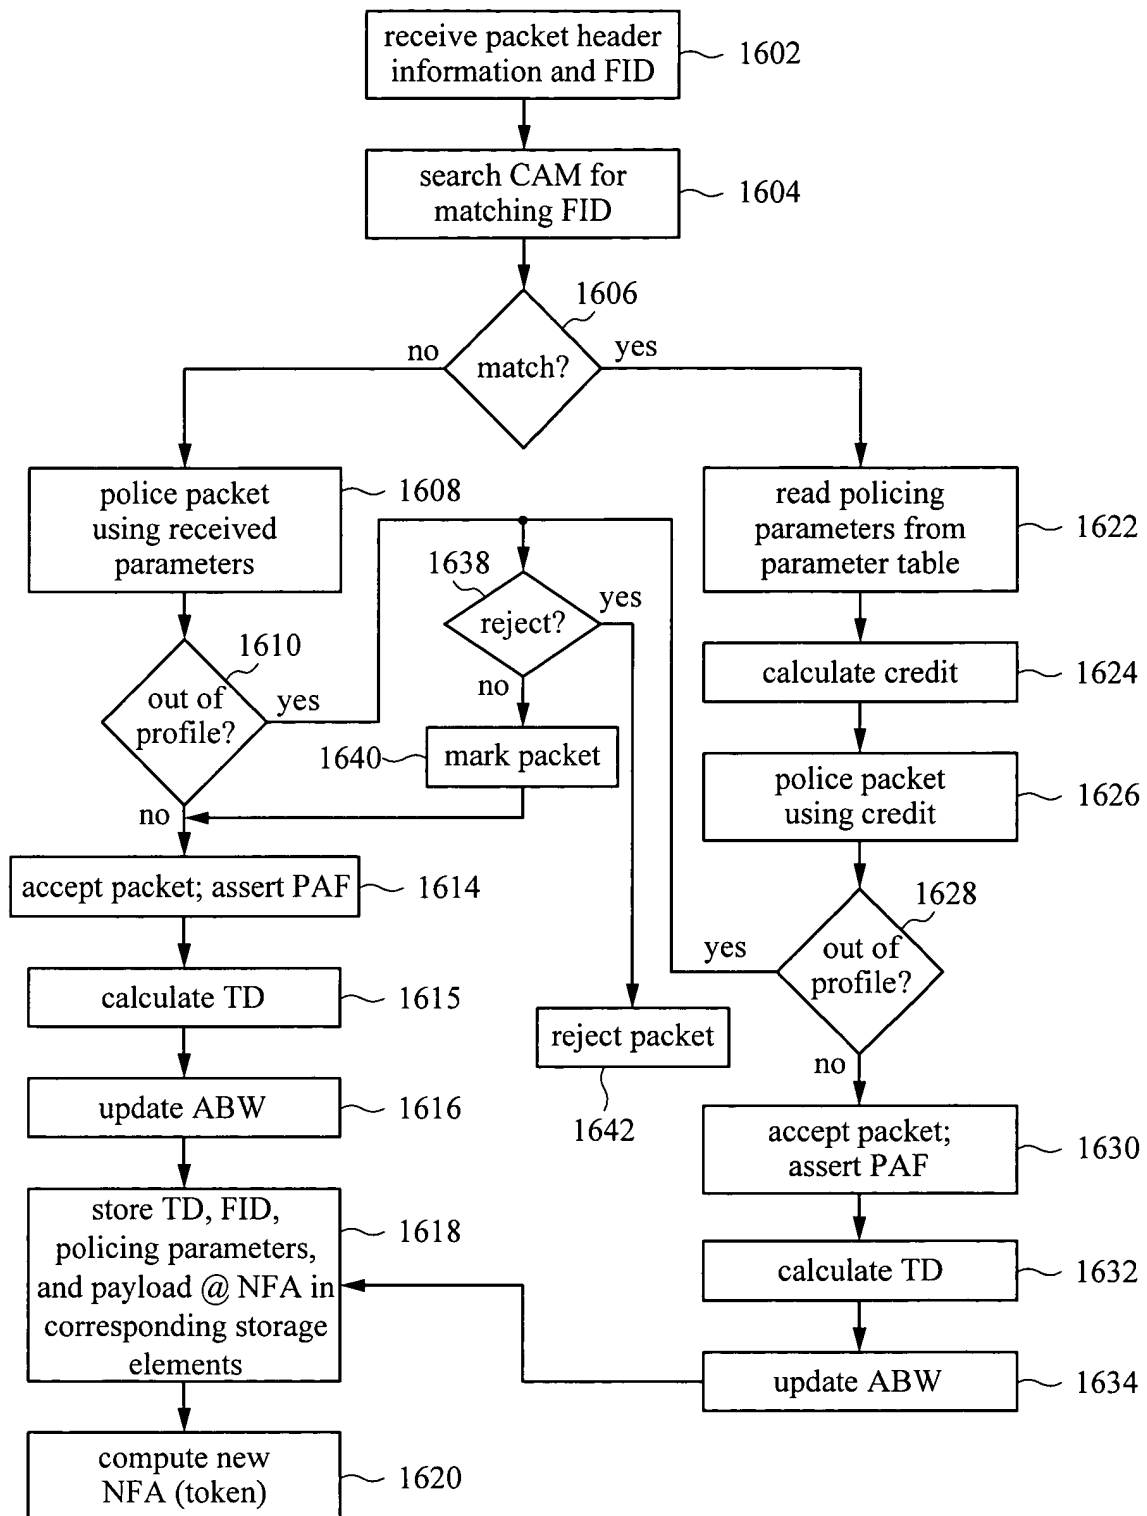 receive packet header
information and FID
1602
search CAM for
matching FID
1604
1606
match?
no
yes
police packet
using received
parameters
1608
read policing
parameters from
parameter table
1622
1638
reject?
yes
no
1610
out of
profile?
yes
no
calculate credit
1624
1640
mark packet
police packet
using credit
1626
accept packet; assert PAF
1614
1628
out of
profile?
yes
no
calculate TD
1615
reject packet
1642
update ABW
1616
accept packet;
assert PAF
1630
store TD, FID,
policing parameters,
and payload @ NFA in
corresponding storage
elements
1618
calculate TD
1632
update ABW
1634
compute new
NFA (token)
1620